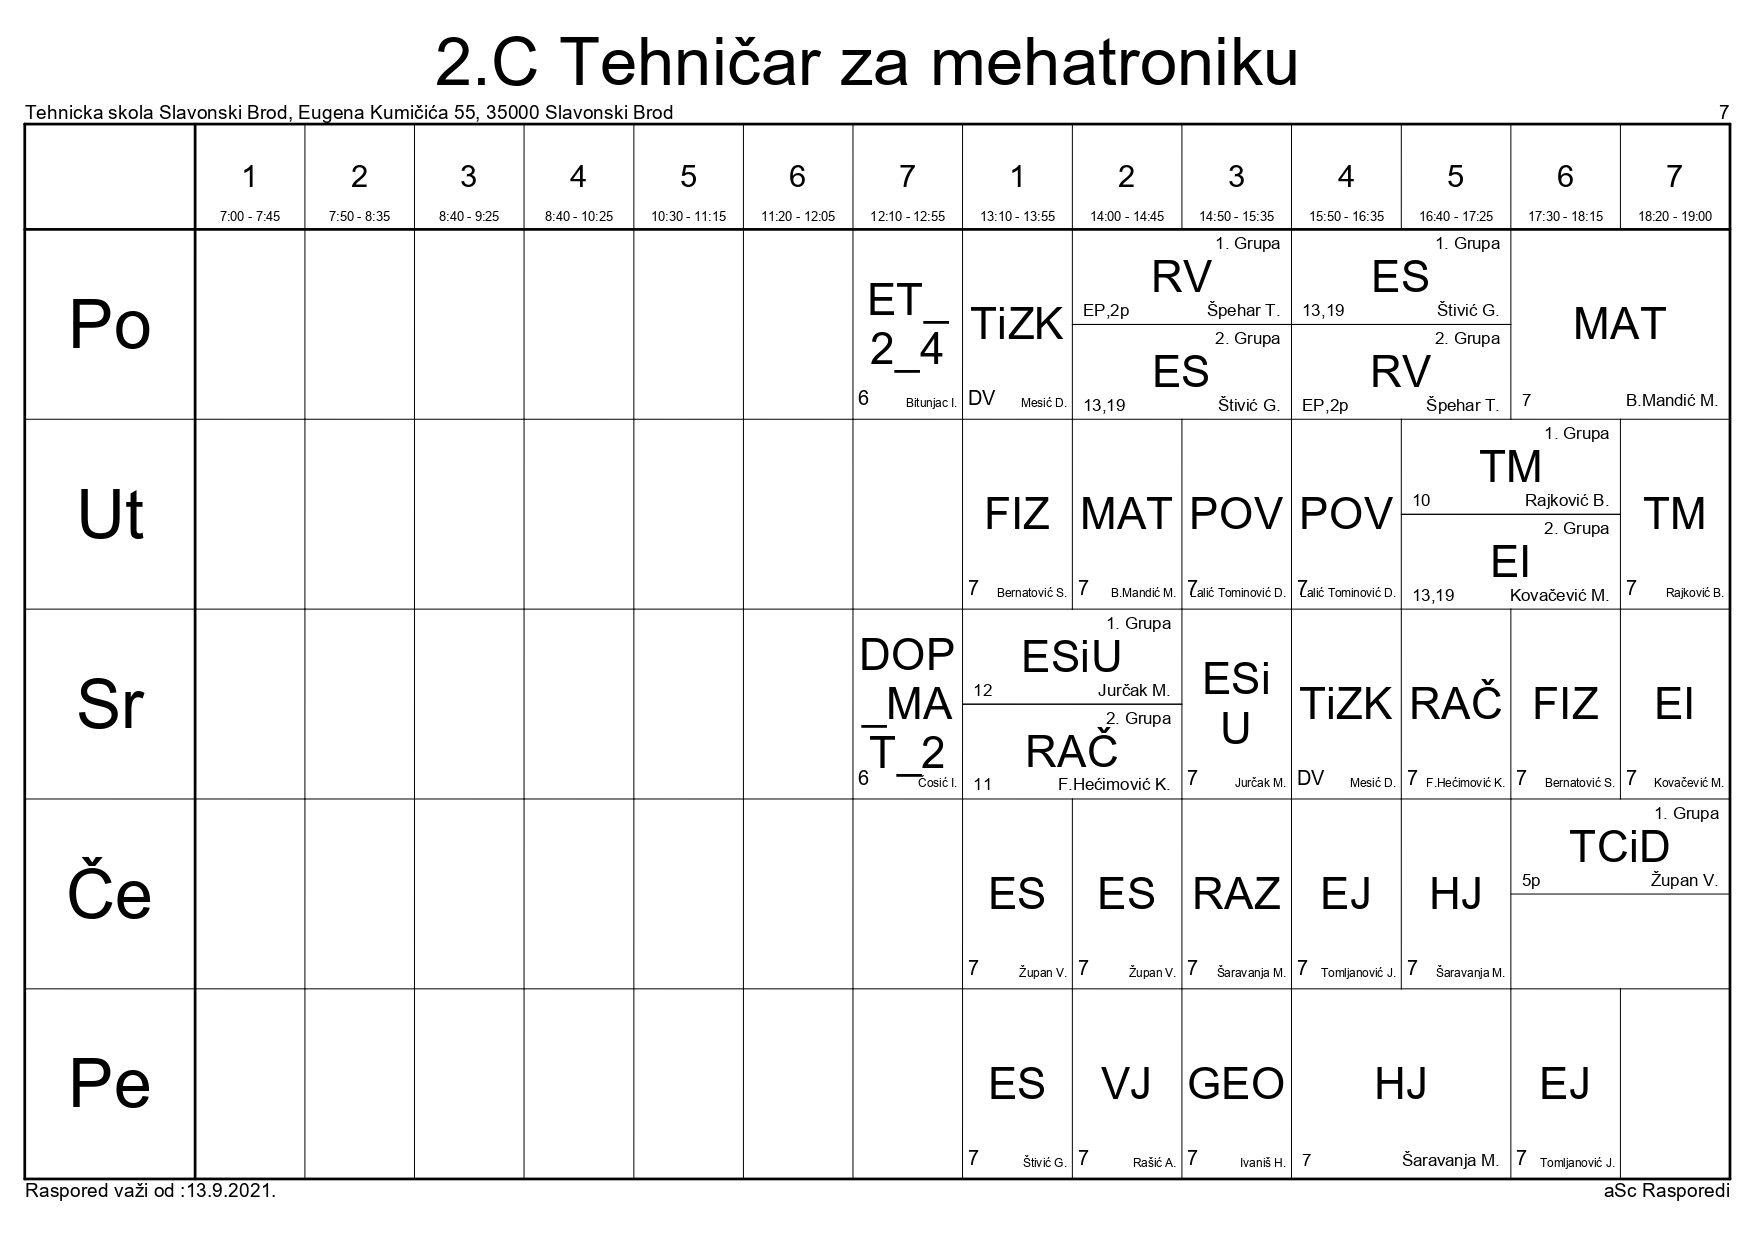 2.C Tehničar za mehatroniku
Tehnicka skola Slavonski Brod, Eugena Kumičića 55, 35000 Slavonski Brod
7
1 2 3 4 5 6 7 1 2 3 4 5 6 7
7:00 - 7:45 7:50 - 8:35 8:40 - 9:25 8:40 - 10:25 10:30 - 11:15 11:20 - 12:05 12:10 - 12:55 13:10 - 13:55 14:00 - 14:45 14:50 - 15:35 15:50 - 16:35 16:40 - 17:25 17:30 - 18:15 18:20 - 19:00
Po
ET_
2_4
6 Bitunjac I.
TiZK
DV Mesić D.
1. Grupa
RV
EP,2p Špehar T.
2. Grupa
ES
13,19 Štivić G.
1. Grupa
ES
13,19 Štivić G.
2. Grupa
RV
EP,2p Špehar T.
MAT
7 B.Mandić M.
Ut
FIZ
7 Bernatović S.
MAT
7 B.Mandić M.
POV
7 Lalić Tominović D.
POV
7 Lalić Tominović D.
1. Grupa
TM
10 Rajković B.
2. Grupa
EI
13,19 Kovačević M.
TM
7 Rajković B.
Sr
DOP
_MA
T_2
6 Ćosić I.
1. Grupa
ESiU
12 Jurčak M.
2. Grupa
RAČ
11 F.Hećimović K.
ESi
U
7 Jurčak M.
TiZK
DV Mesić D.
RAČ
7 F.Hećimović K.
FIZ
7 Bernatović S.
EI
7 Kovačević M.
Če
ES
7 Župan V.
ES
7 Župan V.
RAZ
7 Šaravanja M.
EJ
7 Tomljanović J.
HJ
7 Šaravanja M.
1. Grupa
TCiD
5p Župan V.
Pe
ES
7 Štivić G.
VJ
7 Rašić A.
GEO
7 Ivaniš H.
HJ
7 Šaravanja M.
EJ
7 Tomljanović J.
Raspored važi od :13.9.2021.
aSc Rasporedi